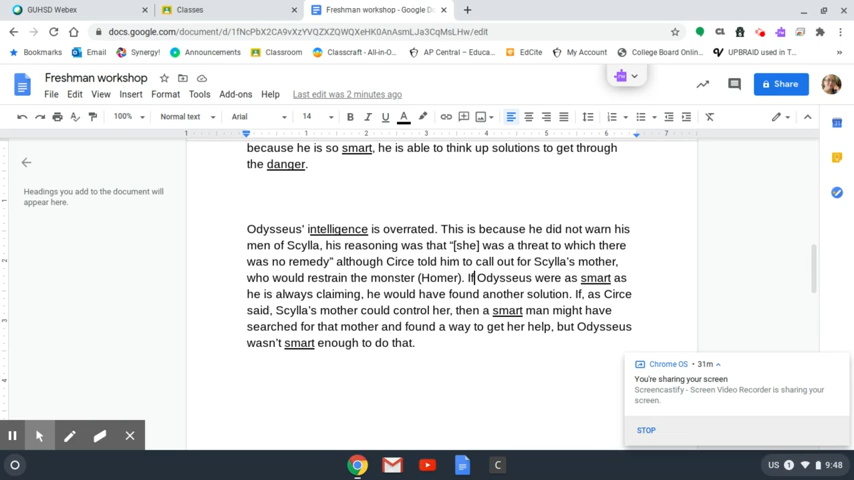 GUHSD Webex
Classes
Freshman workshop - Google Do
docs.google.com/document/d/1fNcPbX2CA9vXzYVQZXZQWQXeHK0AnAsmJa3CqMsLHw/edit
Bookmarks Email Synergy! Announcements Classroom Classcraft - All-in-O... AP Central – Educa... EdCite My Account College Board Onlin... UPBRAID used in T...
Freshman workshop
File Edit View Insert Format Tools Add-ons Help Last edit was 2 minutes ago
Share
100% Normal text Arial 14 B I U A
1 1 2 3 4 5 6 7
Headings you add to the document will
appear here.
because he is so smart, he is able to think up solutions to get through
the danger.
Odysseus’ intelligence is overrated. This is because he did not warn his
men of Scylla, his reasoning was that “[she] was a threat to which there
was no remedy” although Circe told him to call out for Scylla’s mother,
who would restrain the monster (Homer). If Odysseus were as smart as
he is always claiming, he would have found another solution. If, as Circe
said, Scylla’s mother could control her, then a smart man might have
searched for that mother and found a way to get her help, but Odysseus
wasn’t smart enough to do that.
Chrome OS • 31m
You're sharing your screen
Screencastify - Screen Video Recorder is sharing your
screen.
STOP
US 1 9:48